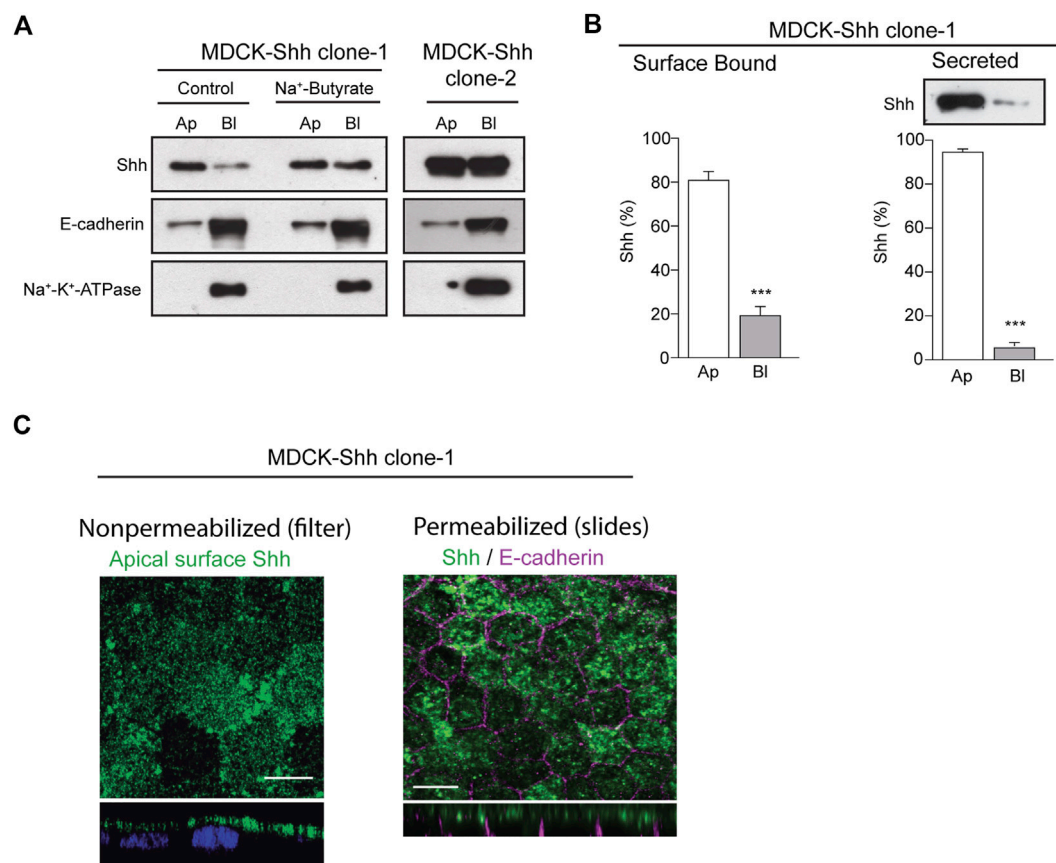 A
MDCK-Shh clone-1
MDCK-Shh
clone-2
Control
Na⁺-Butyrate
Ap Bl Ap Bl Ap Bl
Shh
E-cadherin
Na⁺-K⁺-ATPase
B
MDCK-Shh clone-1
Surface Bound
Secreted
Shh
100
80
60
40
20
0
Shh (%)
***
Ap Bl
100
80
60
40
20
0
Shh (%)
***
Ap Bl
C
MDCK-Shh clone-1
Nonpermeabilized (filter)
Apical surface Shh
Permeabilized (slides)
Shh / E-cadherin